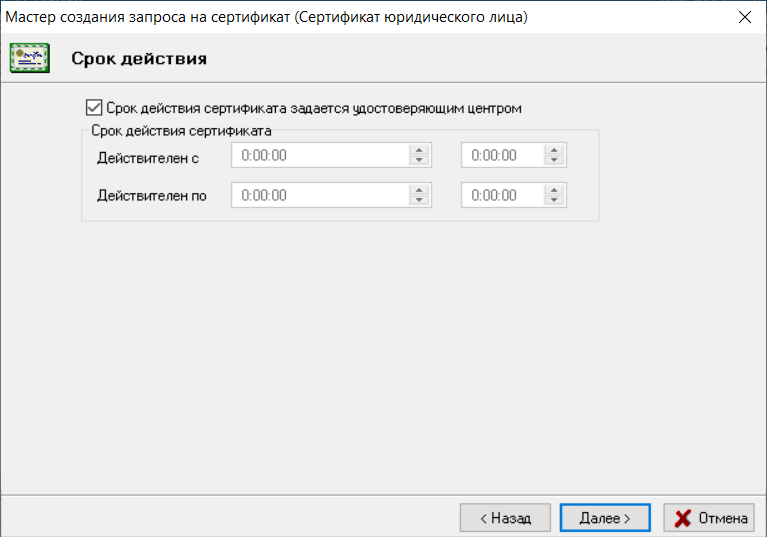 Мастер создания запроса на сертификат (Сертификат юридического лица)
Срок действия
Срок действия сертификата задается удостоверяющим центром
Срок действия сертификата
Действителен с 0:00:00 0:00:00
Действителен по 0:00:00 0:00:00
< Назад Далее > Отмена